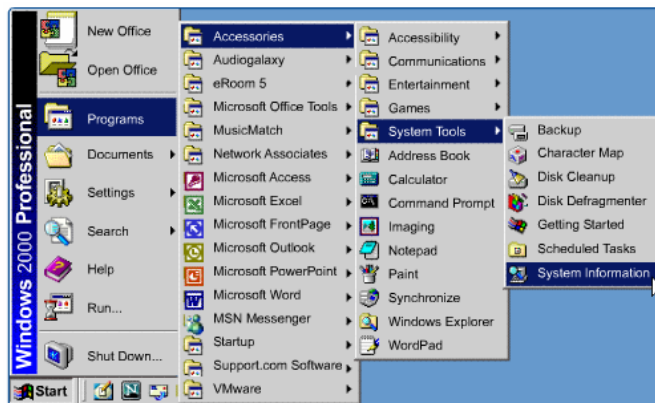 New Office
Open Office
Programs
Documents
Settings
Search
Help
Run...
Shut Down...
Windows 2000 Professional
Start
Accessories
Audiogalaxy
eRoom 5
Microsoft Office Tools
MusicMatch
Network Associates
Microsoft Access
Microsoft Excel
Microsoft FrontPage
Microsoft Outlook
Microsoft PowerPoint
Microsoft Word
MSN Messenger
Startup
Support.com Software
VMware
Accessibility
Communications
Entertainment
Games
System Tools
Address Book
Calculator
Command Prompt
Imaging
Notepad
Paint
Synchronize
Windows Explorer
WordPad
Backup
Character Map
Disk Cleanup
Disk Defragmenter
Getting Started
Scheduled Tasks
System Information